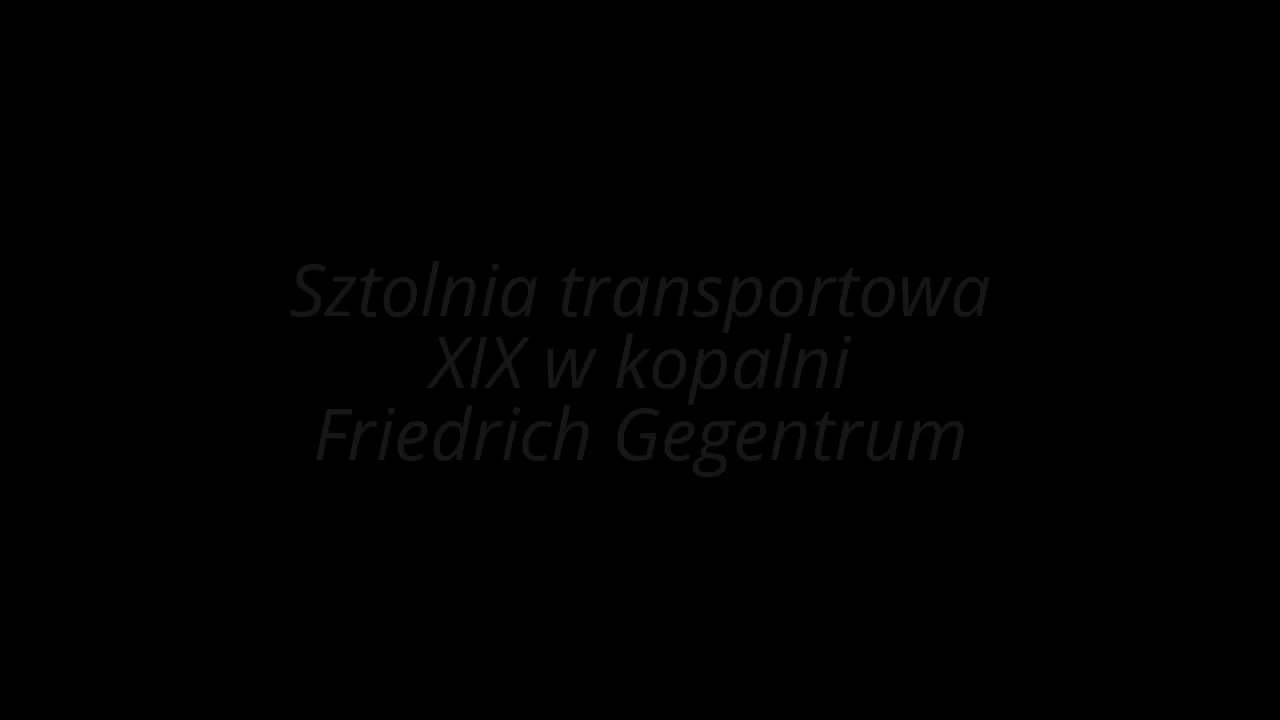 Sztolnia transportowa
XIX w kopalni
Friedrich Gegentrum